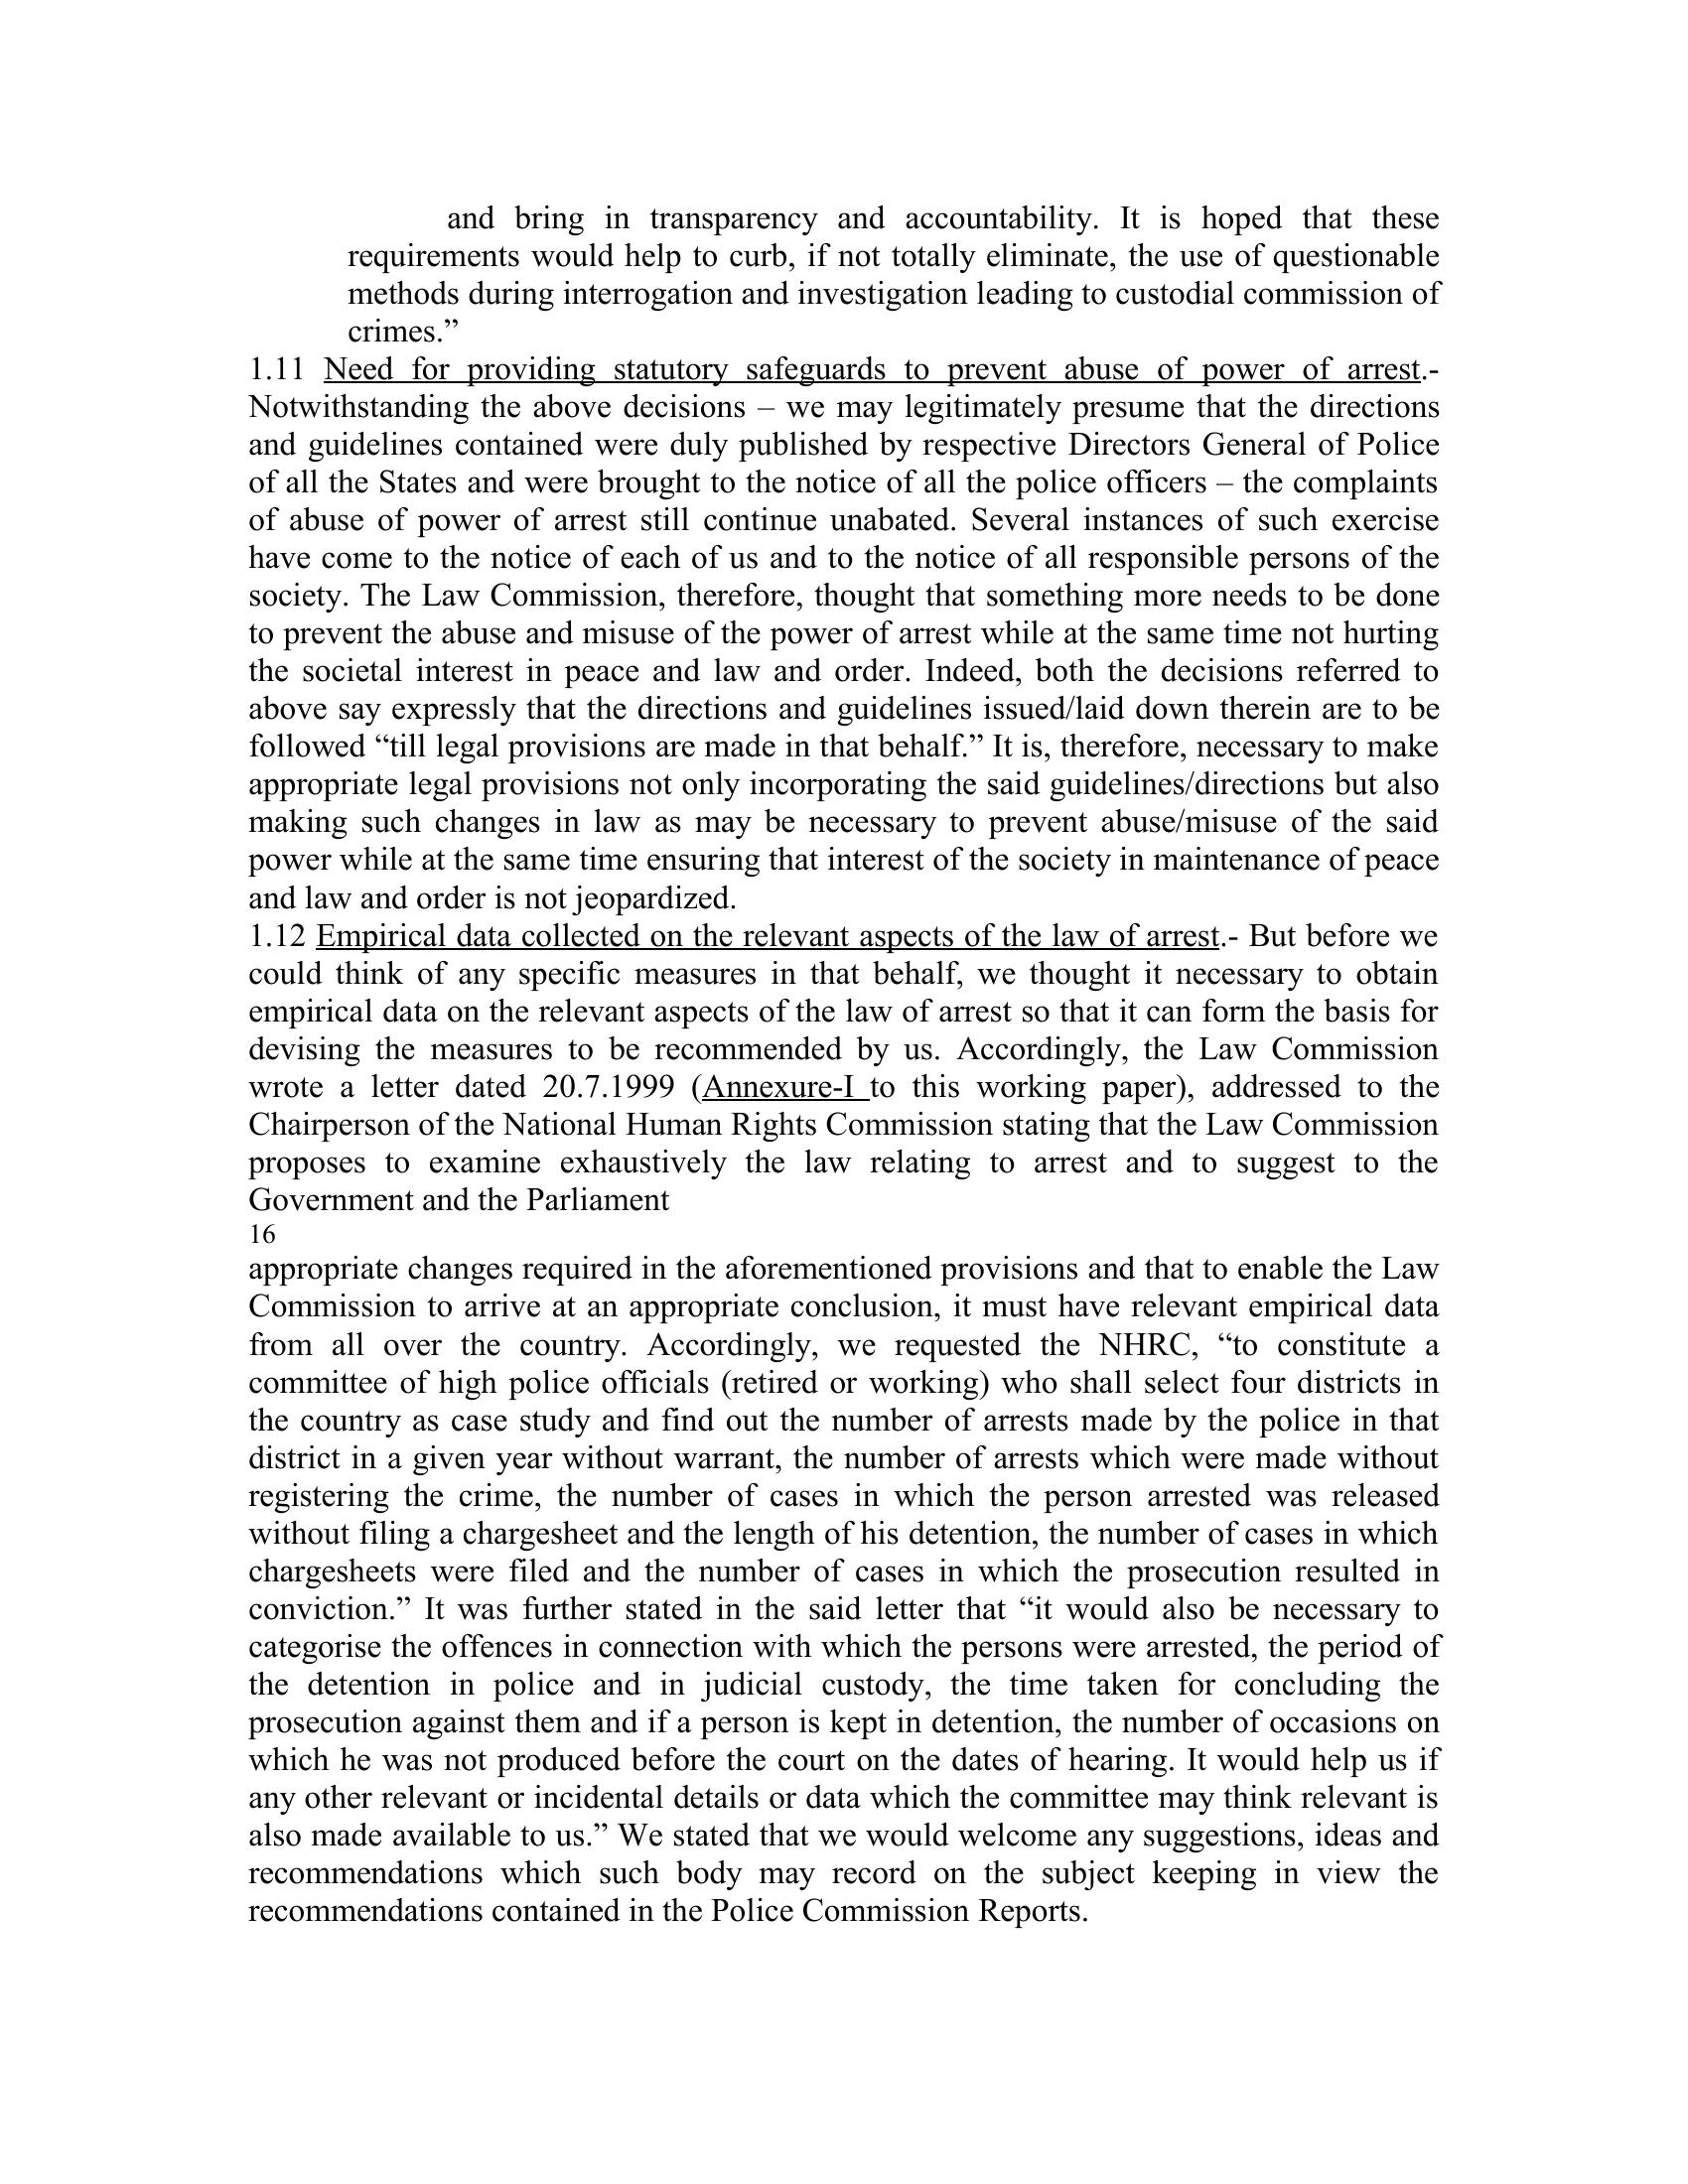 and bring in transparency and accountability. It is hoped that these
requirements would help to curb, if not totally eliminate, the use of questionable
methods during interrogation and investigation leading to custodial commission of
crimes.”
1.11 Need for providing statutory safeguards to prevent abuse of power of arrest.-
Notwithstanding the above decisions – we may legitimately presume that the directions
and guidelines contained were duly published by respective Directors General of Police
of all the States and were brought to the notice of all the police officers – the complaints
of abuse of power of arrest still continue unabated. Several instances of such exercise
have come to the notice of each of us and to the notice of all responsible persons of the
society. The Law Commission, therefore, thought that something more needs to be done
to prevent the abuse and misuse of the power of arrest while at the same time not hurting
the societal interest in peace and law and order. Indeed, both the decisions referred to
above say expressly that the directions and guidelines issued/laid down therein are to be
followed “till legal provisions are made in that behalf.” It is, therefore, necessary to make
appropriate legal provisions not only incorporating the said guidelines/directions but also
making such changes in law as may be necessary to prevent abuse/misuse of the said
power while at the same time ensuring that interest of the society in maintenance of peace
and law and order is not jeopardized.
1.12 Empirical data collected on the relevant aspects of the law of arrest.- But before we
could think of any specific measures in that behalf, we thought it necessary to obtain
empirical data on the relevant aspects of the law of arrest so that it can form the basis for
devising the measures to be recommended by us. Accordingly, the Law Commission
wrote a letter dated 20.7.1999 (Annexure-I to this working paper), addressed to the
Chairperson of the National Human Rights Commission stating that the Law Commission
proposes to examine exhaustively the law relating to arrest and to suggest to the
Government and the Parliament
16
appropriate changes required in the aforementioned provisions and that to enable the Law
Commission to arrive at an appropriate conclusion, it must have relevant empirical data
from all over the country. Accordingly, we requested the NHRC, “to constitute a
committee of high police officials (retired or working) who shall select four districts in
the country as case study and find out the number of arrests made by the police in that
district in a given year without warrant, the number of arrests which were made without
registering the crime, the number of cases in which the person arrested was released
without filing a chargesheet and the length of his detention, the number of cases in which
chargesheets were filed and the number of cases in which the prosecution resulted in
conviction.” It was further stated in the said letter that “it would also be necessary to
categorise the offences in connection with which the persons were arrested, the period of
the detention in police and in judicial custody, the time taken for concluding the
prosecution against them and if a person is kept in detention, the number of occasions on
which he was not produced before the court on the dates of hearing. It would help us if
any other relevant or incidental details or data which the committee may think relevant is
also made available to us.” We stated that we would welcome any suggestions, ideas and
recommendations which such body may record on the subject keeping in view the
recommendations contained in the Police Commission Reports.